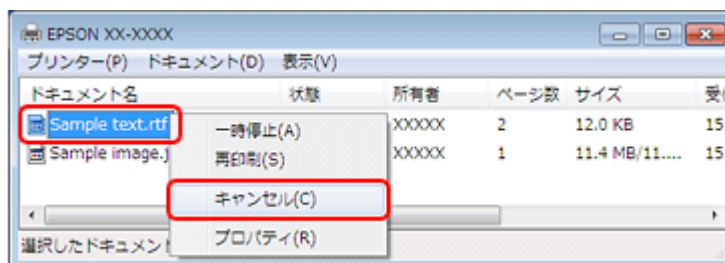 EPSON XX-XXXX
プリンター(P) ドキュメント(D) 表示(V)
ドキュメント名 状態 所有者 ページ数 サイズ 受
Sample text.rtf XXXXX 2 12.0 KB 15
Sample image.j XXXXX 1 11.4 MB/11.... 15
一時停止(A)
再印刷(S)
キャンセル(C)
プロパティ(R)
選択したドキュメント